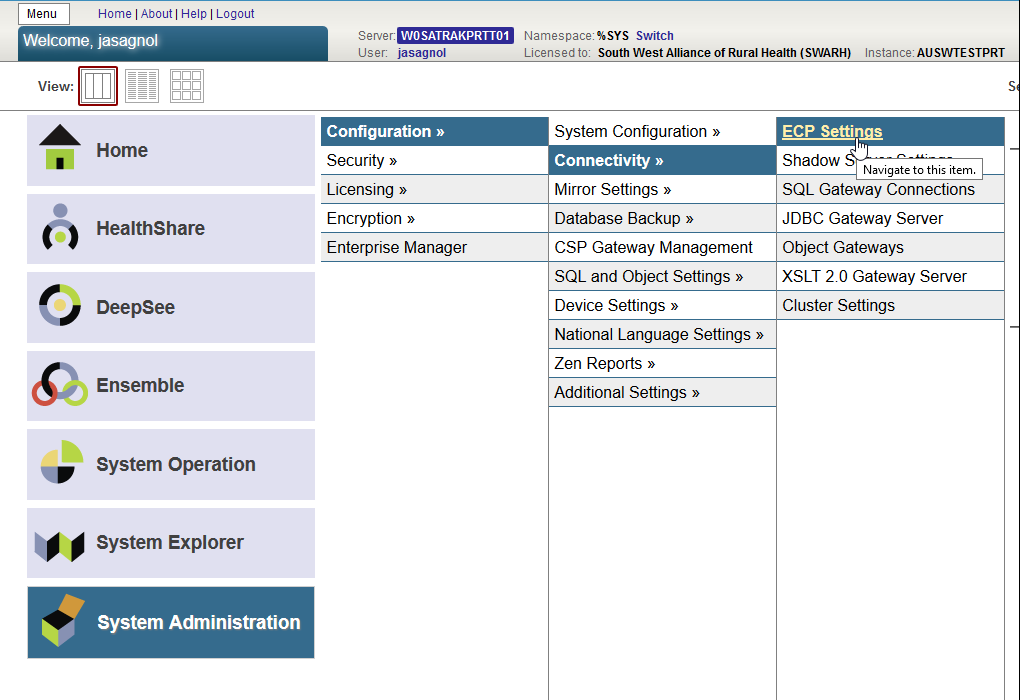 Menu Home | About | Help | Logout
Welcome, jasagnol
Server: W0SATRAKPRTT01 Namespace: %SYS Switch
User: jasagnol Licensed to: South West Alliance of Rural Health (SWARH) Instance: AUSWTESTPRT
View:
Home
HealthShare
DeepSee
Ensemble
System Operation
System Explorer
System Administration
Configuration »
Security »
Licensing »
Encryption »
Enterprise Manager
System Configuration »
Connectivity »
Mirror Settings »
Database Backup »
CSP Gateway Management
SQL and Object Settings »
Device Settings »
National Language Settings »
Zen Reports »
Additional Settings »
ECP Settings
Shadow Server Settings
Navigate to this item.
SQL Gateway Connections
JDBC Gateway Server
Object Gateways
XSLT 2.0 Gateway Server
Cluster Settings